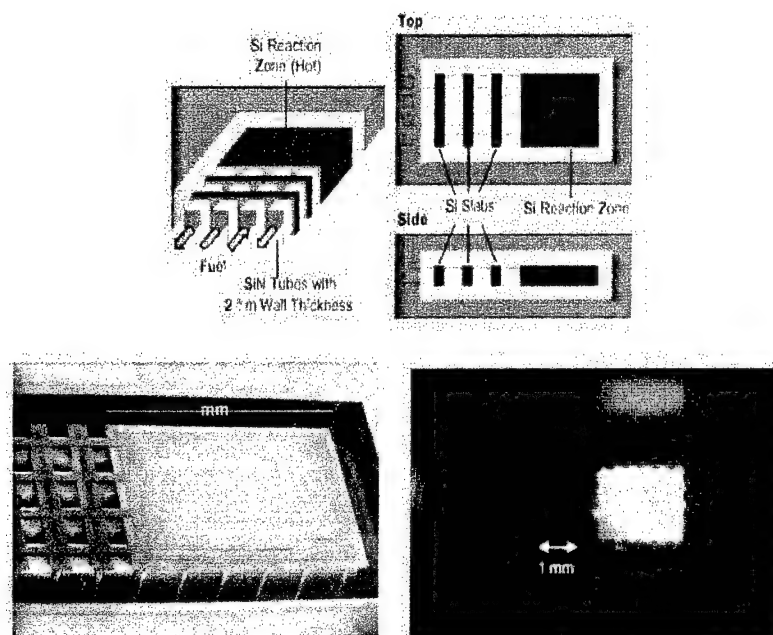 Si Reaction
Zone (Hot)
Fuel
SiN Tubes with
2 * m Wall Thickness
Top
Si Slabs
Si Reaction Zone
Side
mm
1 mm